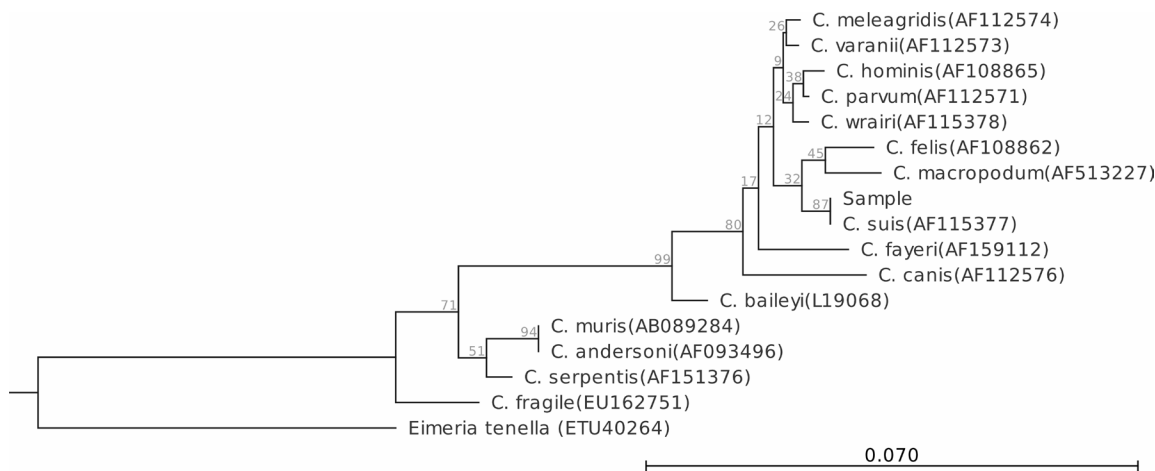 26
C. meleagridis(AF112574)
C. varanii(AF112573)
9
38
C. hominis(AF108865)
24
C. parvum(AF112571)
C. wrairi(AF115378)
12
45
C. felis(AF108862)
C. macropodum(AF513227)
32
17
87
Sample
C. suis(AF115377)
80
C. fayeri(AF159112)
99
C. canis(AF112576)
C. baileyi(L19068)
71
94
C. muris(AB089284)
51
C. andersoni(AF093496)
C. serpentis(AF151376)
C. fragile(EU162751)
Eimeria tenella (ETU40264)
0.070